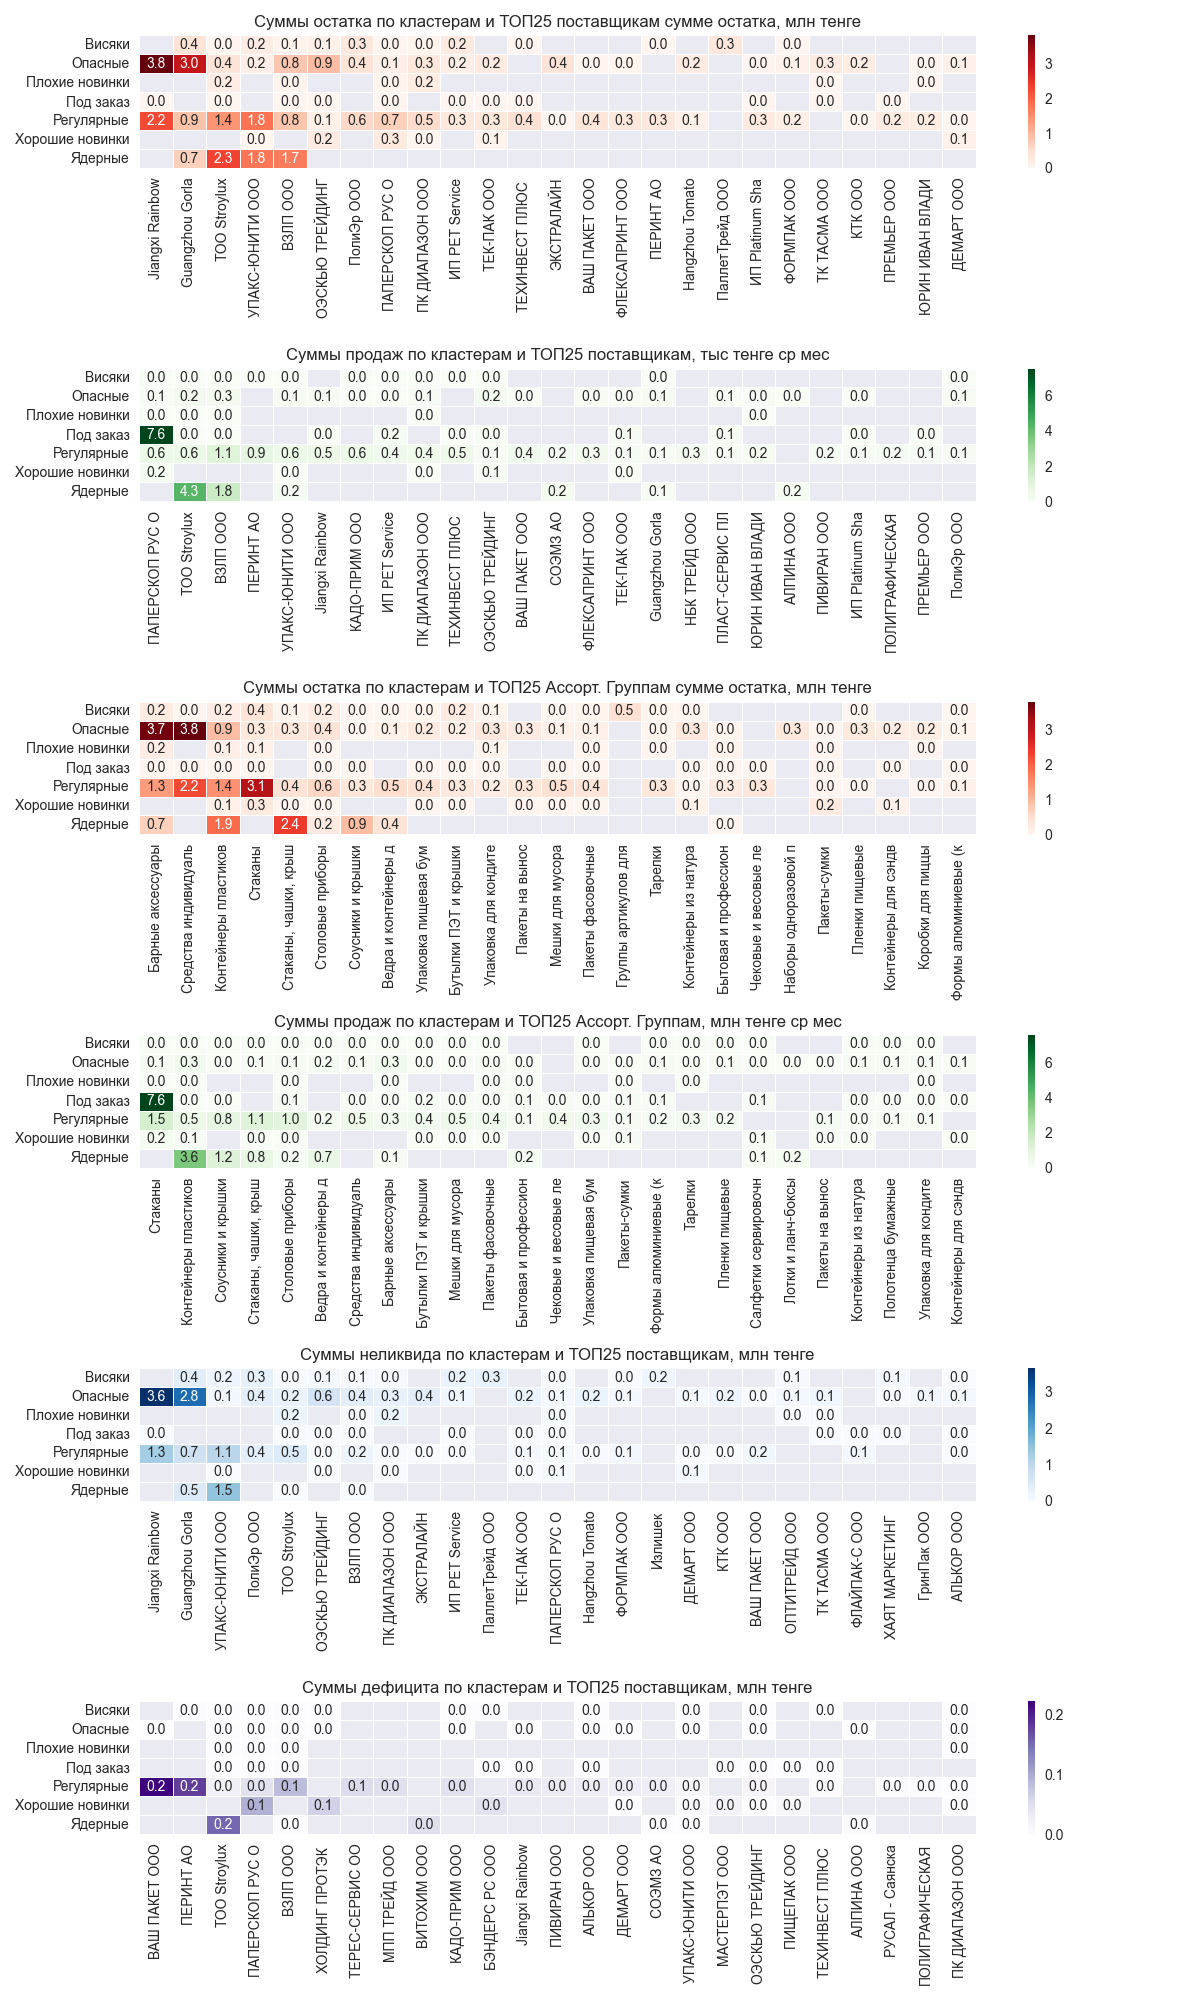 Суммы остатка по кластерам и ТОП25 поставщикам сумме остатка, млн тенге
Висяки 0.4 0.0 0.2 0.1 0.1 0.3 0.0 0.0 0.2 0.0 0.0 0.3 0.0
Опасные 3.8 3.0 0.4 0.2 0.8 0.9 0.4 0.1 0.3 0.2 0.2 0.4 0.0 0.0 0.2 0.0 0.1 0.3 0.2 0.0 0.1
Плохие новинки 0.2 0.0 0.0 0.2 0.0 0.0
Под заказ 0.0 0.0 0.0 0.0 0.0 0.0 0.0 0.0 0.0 0.0 0.0
Регулярные 2.2 0.9 1.4 1.8 0.8 0.1 0.6 0.7 0.5 0.3 0.3 0.4 0.0 0.4 0.3 0.3 0.1 0.3 0.2 0.0 0.2 0.2 0.0
Хорошие новинки 0.0 0.2 0.3 0.0 0.1 0.1
Ядерные 0.7 2.3 1.8 1.7
3
2
1
0
Jiangxi Rainbow
Guangzhou Gorla
ТОО Stroylux
УПАКС-ЮНИТИ ООО
ВЗЛП ООО
ОЭСКЬЮ ТРЕЙДИНГ
ПолиЭр ООО
ПАПЕРСКОП РУС О
ПК ДИАПАЗОН ООО
ИП РЕТ Service
ТЕК-ПАК ООО
ТЕХИНВЕСТ ПЛЮС
ЭКСТРАЛАЙН
ВАШ ПАКЕТ ООО
ФЛЕКСАПРИНТ ООО
ПЕРИНТ АО
Hangzhou Tomato
ПаллетТрейд ООО
ИП Platinum Sha
ФОРМПАК ООО
ТК ТАСМА ООО
КТК ООО
ПРЕМЬЕР ООО
ЮРИН ИВАН ВЛАДИ
ДЕМАРТ ООО
Суммы продаж по кластерам и ТОП25 поставщикам, тыс тенге ср мес
Висяки 0.0 0.0 0.0 0.0 0.0 0.0 0.0 0.0 0.0 0.0 0.0 0.0
Опасные 0.1 0.2 0.3 0.1 0.1 0.0 0.0 0.1 0.2 0.0 0.0 0.0 0.1 0.1 0.0 0.0 0.0 0.1
Плохие новинки 0.0 0.0 0.0 0.0 0.0
Под заказ 7.6 0.0 0.0 0.0 0.2 0.0 0.0 0.1 0.1 0.0 0.0
Регулярные 0.6 0.6 1.1 0.9 0.6 0.5 0.6 0.4 0.4 0.5 0.1 0.4 0.2 0.3 0.1 0.1 0.3 0.1 0.2 0.2 0.1 0.2 0.1 0.1
Хорошие новинки 0.2 0.0 0.0 0.1 0.0
Ядерные 4.3 1.8 0.2 0.2 0.1 0.2
6
4
2
0
ПАПЕРСКОП РУС О
ТОО Stroylux
ВЗЛП ООО
ПЕРИНТ АО
УПАКС-ЮНИТИ ООО
Jiangxi Rainbow
КАДО-ПРИМ ООО
ИП РЕТ Service
ПК ДИАПАЗОН ООО
ТЕХИНВЕСТ ПЛЮС
ОЭСКЬЮ ТРЕЙДИНГ
ВАШ ПАКЕТ ООО
СОЭМЗ АО
ФЛЕКСАПРИНТ ООО
ТЕК-ПАК ООО
Guangzhou Gorla
НБК ТРЕЙД ООО
ПЛАСТ-СЕРВИС ПЛ
ЮРИН ИВАН ВЛАДИ
АЛПИНА ООО
ПИВИРАН ООО
ИП Platinum Sha
ПОЛИГРАФИЧЕСКАЯ
ПРЕМЬЕР ООО
ПолиЭр ООО
Суммы остатка по кластерам и ТОП25 Ассорт. Группам сумме остатка, млн тенге
Висяки 0.2 0.0 0.2 0.4 0.1 0.2 0.0 0.0 0.0 0.2 0.1 0.0 0.0 0.5 0.0 0.0 0.0 0.0
Опасные 3.7 3.8 0.9 0.3 0.3 0.4 0.0 0.1 0.2 0.2 0.3 0.3 0.1 0.1 0.0 0.3 0.0 0.3 0.0 0.3 0.2 0.2 0.1
Плохие новинки 0.2 0.1 0.1 0.0 0.1 0.0 0.0 0.0 0.0 0.0
Под заказ 0.0 0.0 0.0 0.0 0.0 0.0 0.0 0.0 0.0 0.0 0.0 0.0 0.0 0.0 0.0 0.0 0.0
Регулярные 1.3 2.2 1.4 3.1 0.4 0.6 0.3 0.5 0.4 0.3 0.2 0.3 0.5 0.4 0.3 0.0 0.3 0.3 0.0 0.0 0.0 0.1
Хорошие новинки 0.1 0.3 0.0 0.0 0.0 0.0 0.0 0.0 0.0 0.0 0.1 0.2 0.1
Ядерные 0.7 1.9 2.4 0.2 0.9 0.4 0.0
3
2
1
0
Барные аксессуары
Средства индивидуаль
Контейнеры пластиков
Стаканы
Стаканы, чашки, крыш
Столовые приборы
Соусники и крышки
Ведра и контейнеры д
Упаковка пищевая бум
Бутылки ПЭТ и крышки
Упаковка для кондите
Пакеты на вынос
Мешки для мусора
Пакеты фасовочные
Группы артикулов для
Тарелки
Контейнеры из натура
Бытовая и профессион
Чековые и весовые ле
Наборы одноразовой п
Пакеты-сумки
Пленки пищевые
Контейнеры для сэндв
Коробки для пиццы
Формы алюминиевые (к
Суммы продаж по кластерам и ТОП25 Ассорт. Группам, млн тенге ср мес
Висяки 0.0 0.0 0.0 0.0 0.0 0.0 0.0 0.0 0.0 0.0 0.0 0.0 0.0 0.0 0.0 0.0 0.0 0.0 0.0 0.0
Опасные 0.1 0.3 0.0 0.1 0.1 0.2 0.1 0.3 0.0 0.0 0.0 0.0 0.0 0.0 0.1 0.0 0.1 0.0 0.0 0.0 0.1 0.1 0.1 0.1
Плохие новинки 0.0 0.0 0.0 0.0 0.0 0.0 0.0 0.0 0.0
Под заказ 7.6 0.0 0.0 0.1 0.0 0.0 0.2 0.0 0.0 0.1 0.0 0.0 0.1 0.1 0.1 0.0 0.0 0.0 0.0
Регулярные 1.5 0.5 0.8 1.1 1.0 0.2 0.5 0.3 0.4 0.5 0.4 0.1 0.4 0.3 0.1 0.2 0.3 0.2 0.1 0.0 0.1 0.1
Хорошие новинки 0.2 0.1 0.0 0.0 0.0 0.0 0.0 0.0 0.1 0.1 0.0 0.0 0.0
Ядерные 3.6 1.2 0.8 0.2 0.7 0.1 0.2 0.1 0.2
6
4
2
0
Стаканы
Контейнеры пластиков
Соусники и крышки
Стаканы, чашки, крыш
Столовые приборы
Ведра и контейнеры д
Средства индивидуаль
Барные аксессуары
Бутылки ПЭТ и крышки
Мешки для мусора
Пакеты фасовочные
Бытовая и профессион
Чековые и весовые ле
Упаковка пищевая бум
Пакеты-сумки
Формы алюминиевые (к
Тарелки
Пленки пищевые
Салфетки сервировочн
Лотки и ланч-боксы
Пакеты на вынос
Контейнеры из натура
Полотенца бумажные
Упаковка для кондите
Контейнеры для сэндв
Суммы неликвида по кластерам и ТОП25 поставщикам, млн тенге
Висяки 0.4 0.2 0.3 0.0 0.1 0.1 0.0 0.2 0.3 0.0 0.0 0.2 0.1 0.1 0.0
Опасные 3.6 2.8 0.1 0.4 0.2 0.6 0.4 0.3 0.4 0.1 0.2 0.1 0.2 0.1 0.1 0.2 0.0 0.1 0.1 0.0 0.1 0.1
Плохие новинки 0.2 0.0 0.2 0.0 0.0 0.0
Под заказ 0.0 0.0 0.0 0.0 0.0 0.0 0.0 0.0 0.0 0.0 0.0
Регулярные 1.3 0.7 1.1 0.4 0.5 0.0 0.2 0.0 0.0 0.0 0.1 0.1 0.0 0.1 0.0 0.0 0.2 0.1 0.0
Хорошие новинки 0.0 0.0 0.0 0.0 0.1 0.1
Ядерные 0.5 1.5 0.0 0.0
3
2
1
0
Jiangxi Rainbow
Guangzhou Gorla
УПАКС-ЮНИТИ ООО
ПолиЭр ООО
ТОО Stroylux
ОЭСКЬЮ ТРЕЙДИНГ
ВЗЛП ООО
ПК ДИАПАЗОН ООО
ЭКСТРАЛАЙН
ИП РЕТ Service
ПаллетТрейд ООО
ТЕК-ПАК ООО
ПАПЕРСКОП РУС О
Hangzhou Tomato
ФОРМПАК ООО
Излишек
ДЕМАРТ ООО
КТК ООО
ВАШ ПАКЕТ ООО
ОПТИТРЕЙД ООО
ТК ТАСМА ООО
ФЛАЙПАК-С ООО
ХАЯТ МАРКЕТИНГ
ГринПак ООО
АЛЬКОР ООО
Суммы дефицита по кластерам и ТОП25 поставщикам, млн тенге
Висяки 0.0 0.0 0.0 0.0 0.0 0.0 0.0 0.0 0.0 0.0 0.0 0.0
Опасные 0.0 0.0 0.0 0.0 0.0 0.0 0.0 0.0 0.0 0.0 0.0 0.0 0.0
Плохие новинки 0.0 0.0 0.0 0.0
Под заказ 0.0 0.0 0.0 0.0 0.0 0.0 0.0 0.0 0.0 0.0
Регулярные 0.2 0.2 0.0 0.0 0.1 0.1 0.0 0.0 0.0 0.0 0.0 0.0 0.0 0.0 0.0 0.0 0.0 0.0 0.0
Хорошие новинки 0.1 0.1 0.0 0.0 0.0 0.0 0.0 0.0 0.0
Ядерные 0.2 0.0 0.0 0.0 0.0 0.0
0.2
0.1
0.0
ВАШ ПАКЕТ ООО
ПЕРИНТ АО
ТОО Stroylux
ПАПЕРСКОП РУС О
ВЗЛП ООО
ХОЛДИНГ ПРОТЭК
ТЕРЕС-СЕРВИС ОО
МПП ТРЕЙД ООО
ВИТОХИМ ООО
КАДО-ПРИМ ООО
БЭНДЕРС РС ООО
Jiangxi Rainbow
ПИВИРАН ООО
АЛЬКОР ООО
ДЕМАРТ ООО
СОЭМЗ АО
УПАКС-ЮНИТИ ООО
МАСТЕРПЭТ ООО
ОЭСКЬЮ ТРЕЙДИНГ
ПИЩЕПАК ООО
ТЕХИНВЕСТ ПЛЮС
АЛПИНА ООО
РУСАЛ - Саянска
ПОЛИГРАФИЧЕСКАЯ
ПК ДИАПАЗОН ООО